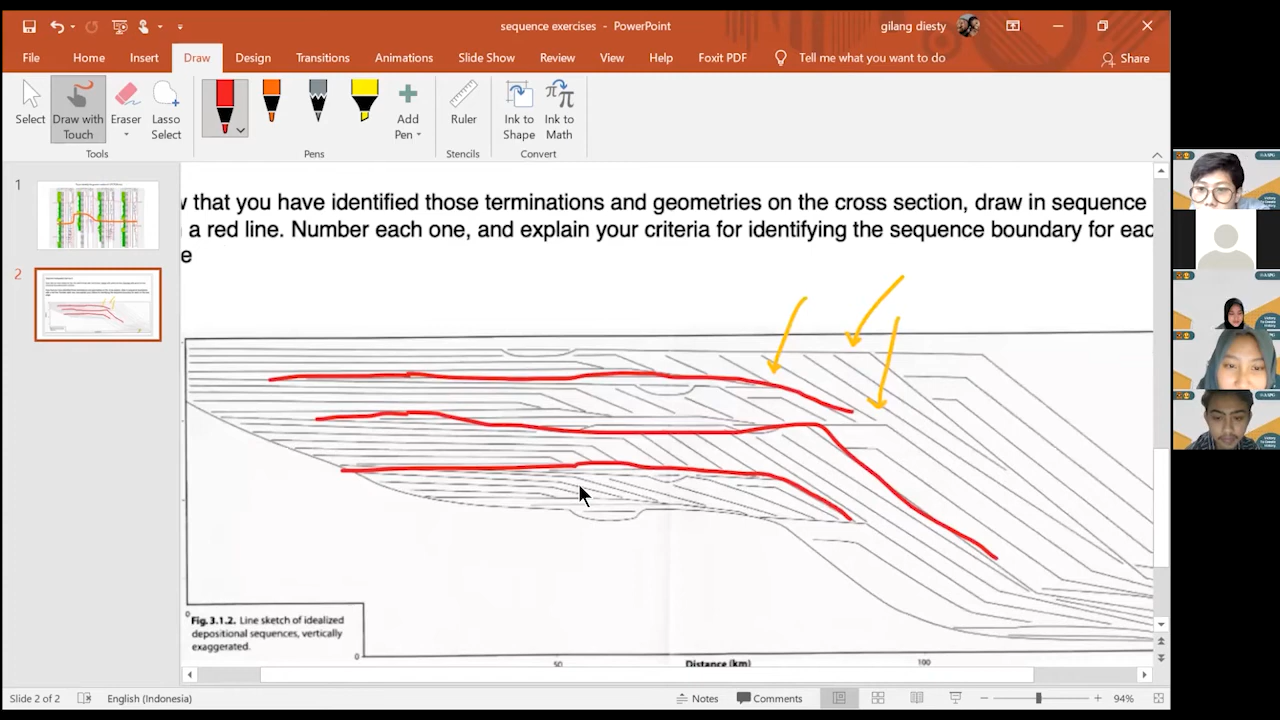 sequence exercises - PowerPoint
gilang diesty
File Home Insert Draw Design Transitions Animations Slide Show Review View Help Foxit PDF Tell me what you want to do Share
Select
Draw with Touch
Eraser
Lasso Select
Add Pen
Ruler
Ink to Shape
Ink to Math
Tools Pens Stencils Convert
1
2
w that you have identified those terminations and geometries on the cross section, draw in sequence
a red line. Number each one, and explain your criteria for identifying the sequence boundary for eac
e
0
Fig. 3.1.2. Line sketch of idealized
depositional sequences, vertically
exaggerated.
0
50
Distance (km)
100
Slide 2 of 2 English (Indonesia) Notes Comments 94%